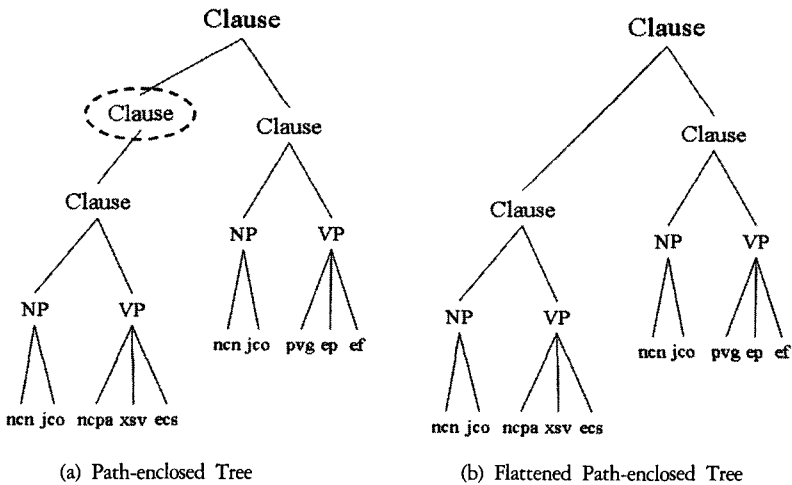 Clause Clause
Clause Clause Clause
Clause Clause
NP VP NP VP
NP VP NP VP
ncn jco pvg ep ef ncn jco pvg ep ef
ncn jco ncpa xsv ecs ncn jco ncpa xsv ecs
(a) Path-enclosed Tree (b) Flattened Path-enclosed Tree